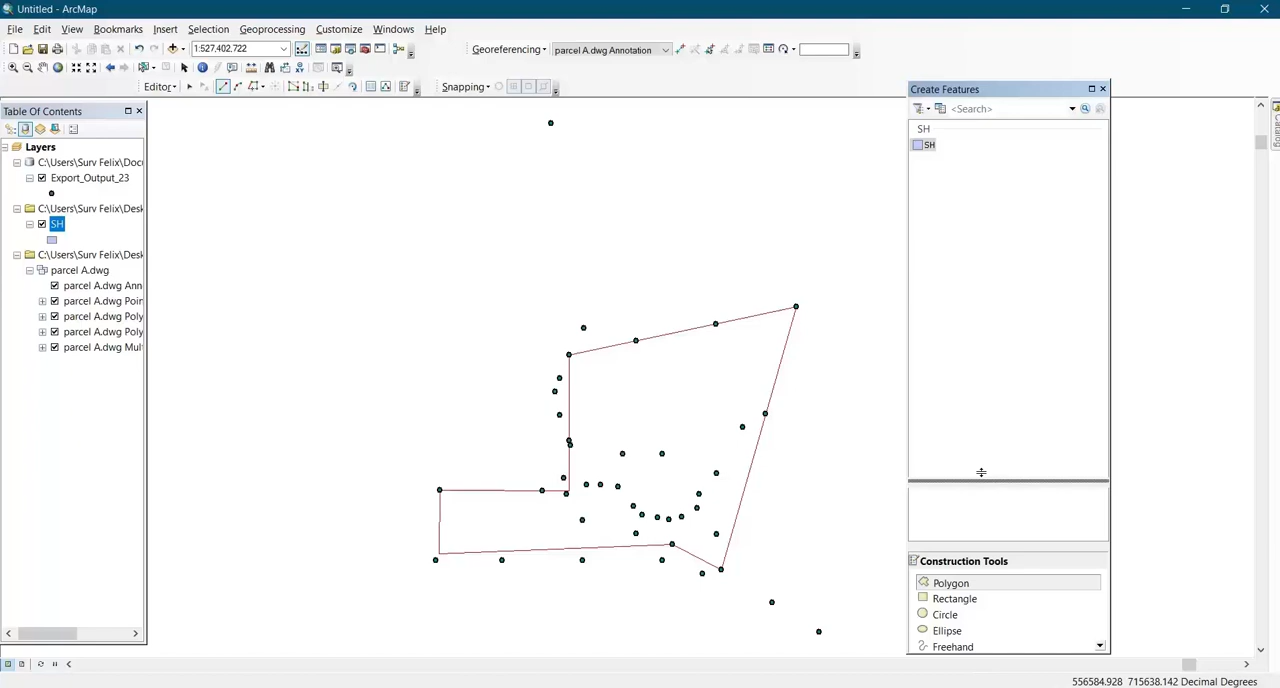 Untitled - ArcMap
File Edit View Bookmarks Insert Selection Geoprocessing Customize Windows Help
1:527,402,722
Georeferencing parcel A.dwg Annotation
Editor
Snapping
Table Of Contents
Layers
C:\Users\Surv Felix\Docu
Export_Output_23
C:\Users\Surv Felix\Desk
SH
C:\Users\Surv Felix\Desk
parcel A.dwg
parcel A.dwg Ann
parcel A.dwg Poin
parcel A.dwg Poly
parcel A.dwg Poly
parcel A.dwg Mul
Create Features
<Search>
SH
SH
Construction Tools
Polygon
Rectangle
Circle
Ellipse
Freehand
Catalog
556584.928 715638.142 Decimal Degrees